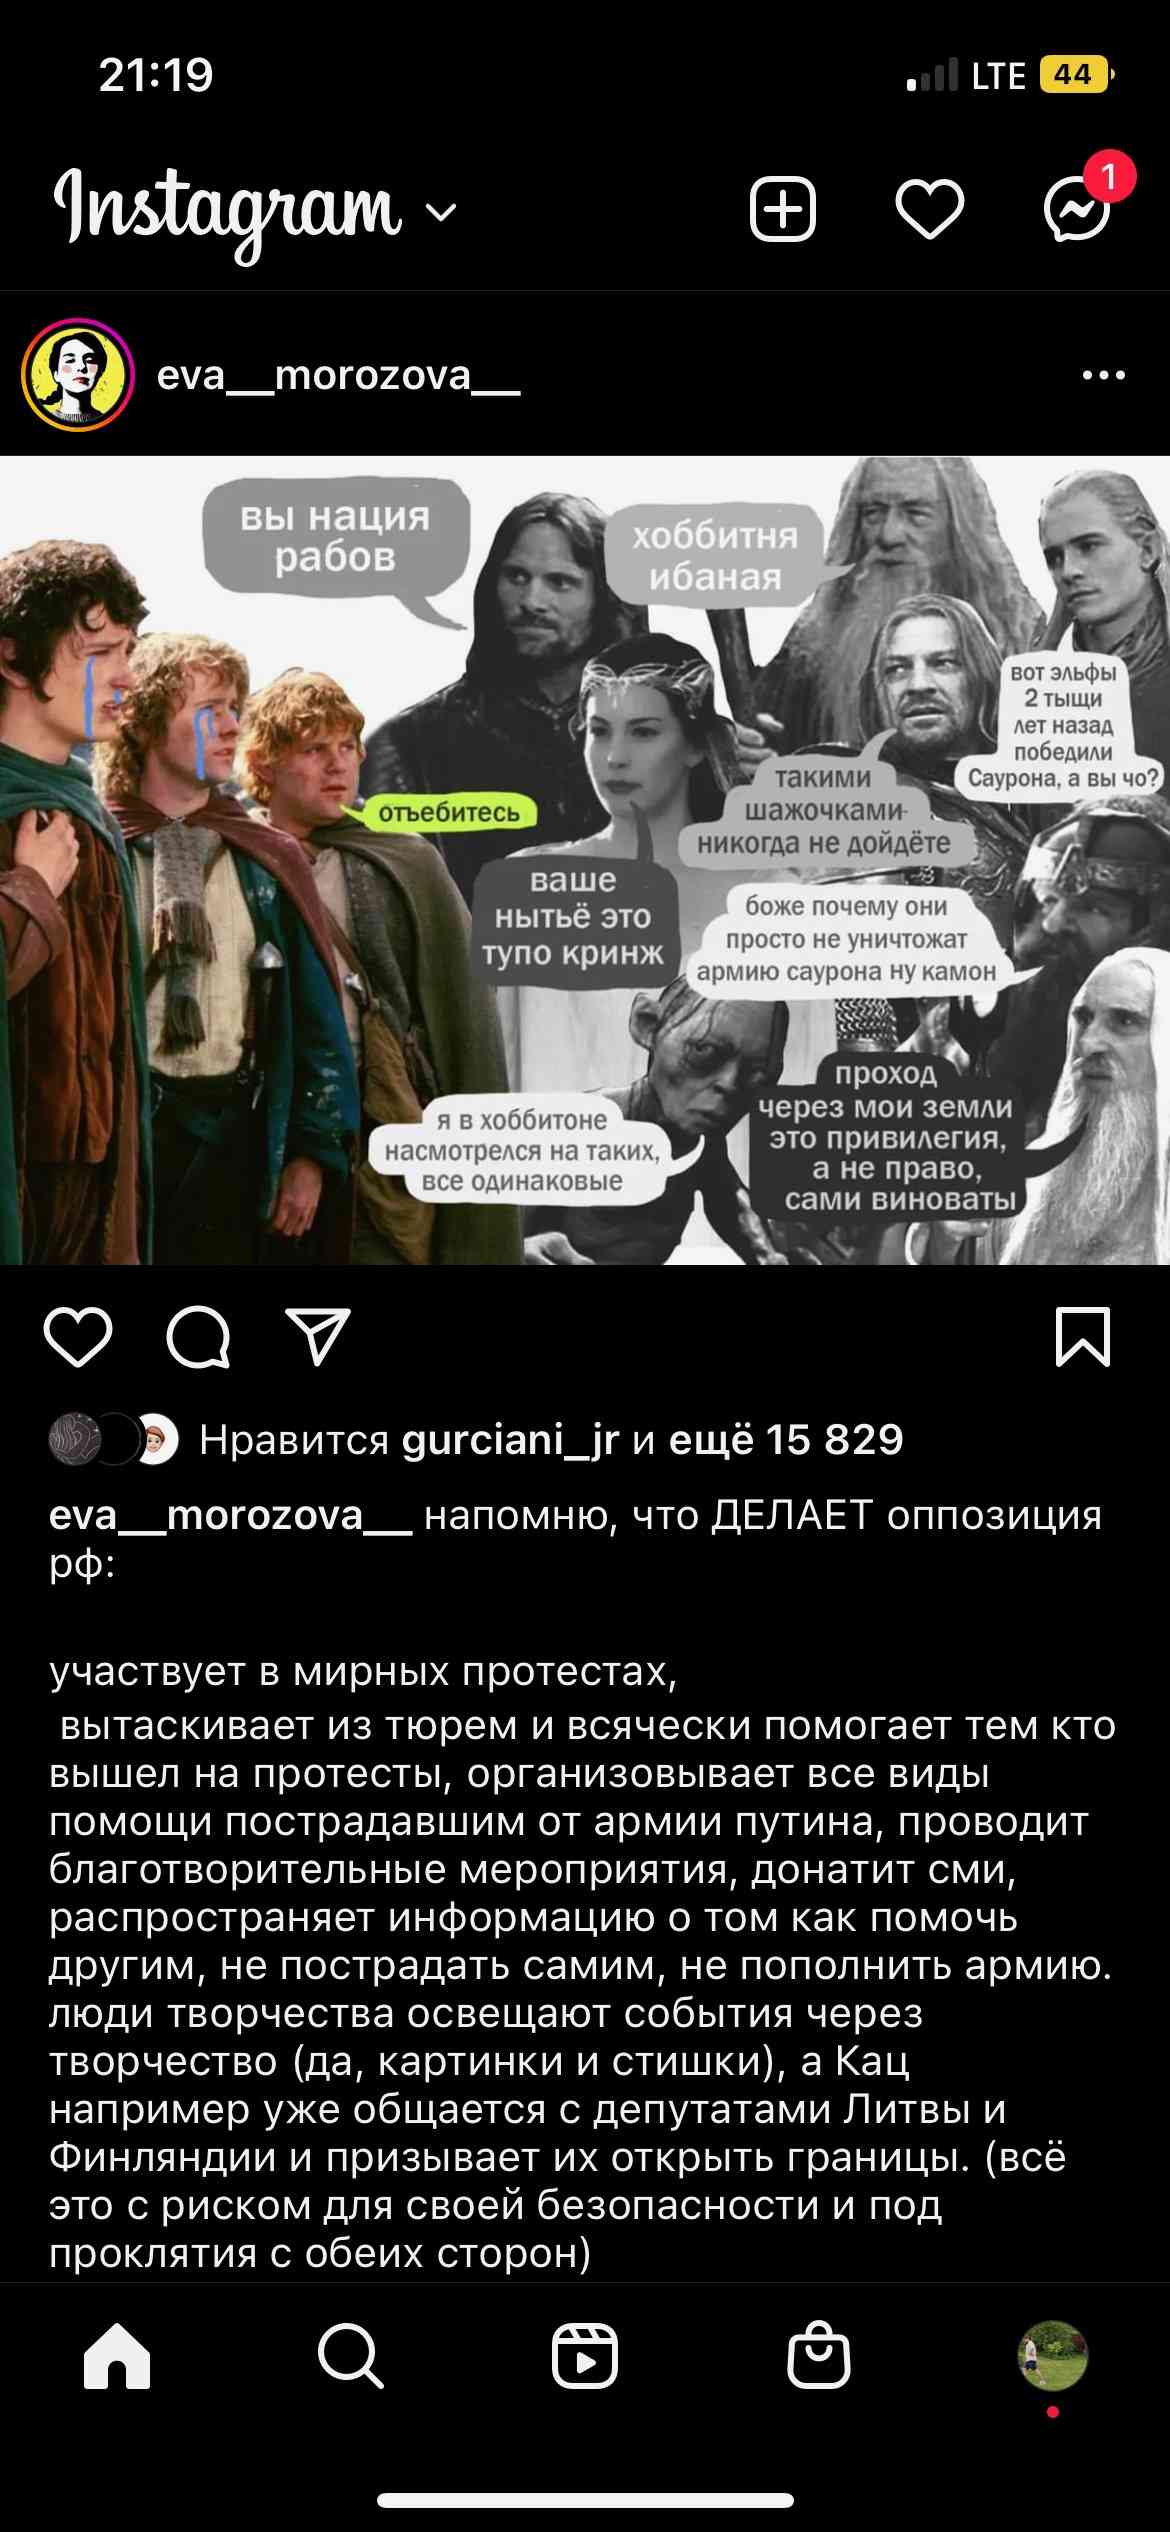 21:19
LTE 44
Instagram
1
eva__morozova__
вы нация
рабов
хоббитня
ибаная
вот эльфы
2 тыщи
лет назад
победили
Саурона, а вы чо?
отъебитесь
такими
шажочками
никогда не дойдёте
ваше
нытьё это
тупо кринж
боже почему они
просто не уничтожат
армию саурона ну камон
я в хоббитоне
насмотрелся на таких,
все одинаковые
проход
через мои земли
это привилегия,
а не право,
сами виноваты
Нравится gurciani_jr и ещё 15 829
eva__morozova__ напомню, что ДЕЛАЕТ оппозиция
рф:
участвует в мирных протестах,
вытаскивает из тюрем и всячески помогает тем кто
вышел на протесты, организовывает все виды
помощи пострадавшим от армии путина, проводит
благотворительные мероприятия, донатит сми,
распространяет информацию о том как помочь
другим, не пострадать самим, не пополнить армию.
люди творчества освещают события через
творчество (да, картинки и стишки), а Кац
например уже общается с депутатами Литвы и
Финляндии и призывает их открыть границы. (всё
это с риском для своей безопасности и под
проклятия с обеих сторон)